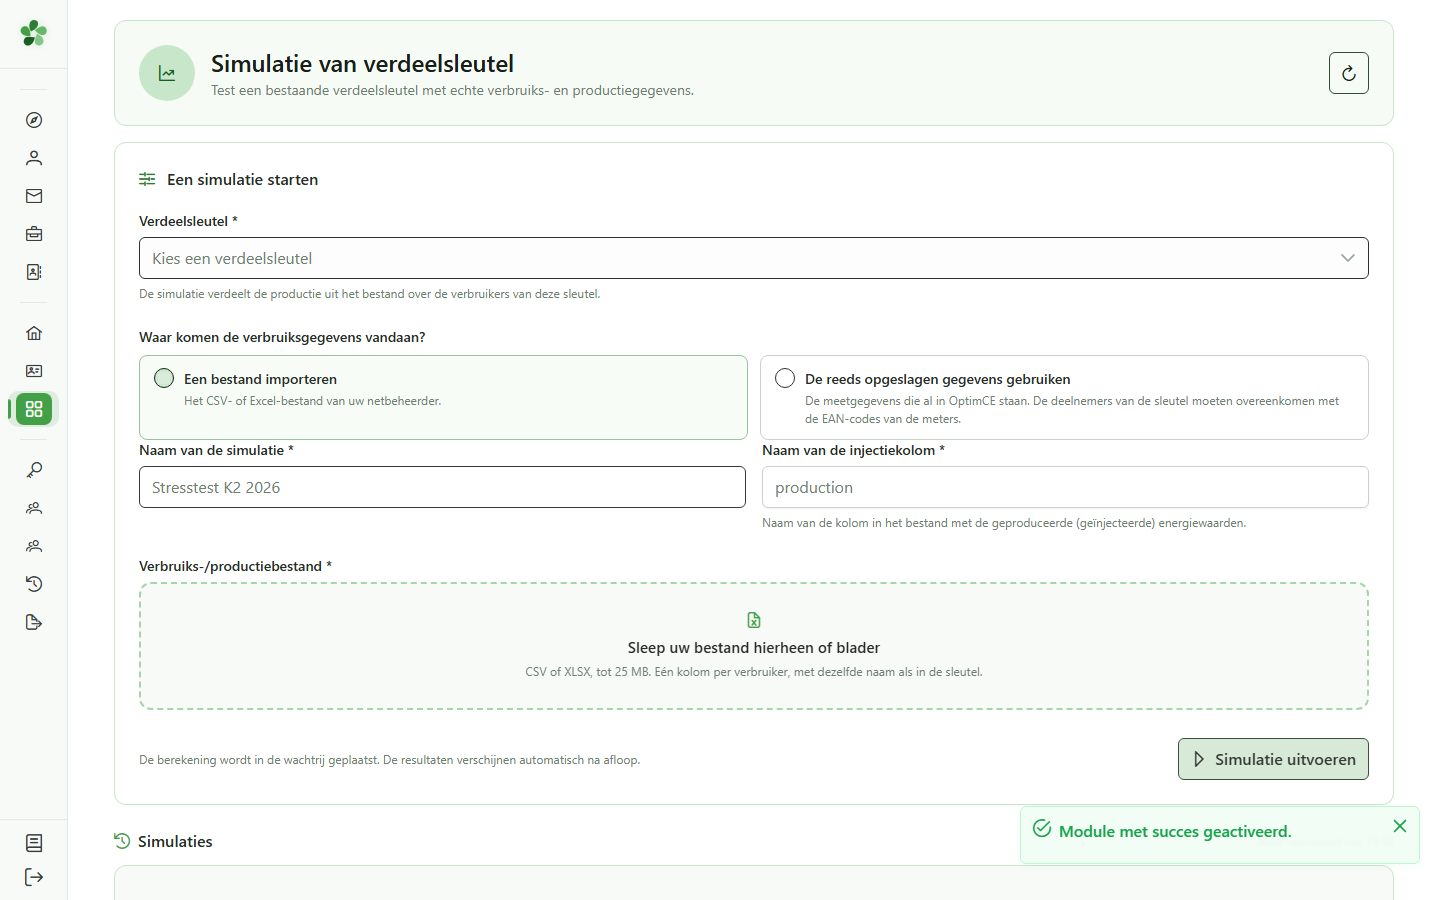 Simulatie van verdeelsleutel
Test een bestaande verdeelsleutel met echte verbruiks- en productiegegevens.
Een simulatie starten
Verdeelsleutel *
Kies een verdeelsleutel
De simulatie verdeelt de productie uit het bestand over de verbruikers van deze sleutel.
Waar komen de verbruiksgegevens vandaan?
Een bestand importeren
Het CSV- of Excel-bestand van uw netbeheerder.
De reeds opgeslagen gegevens gebruiken
De meetgegevens die al in OptimCE staan. De deelnemers van de sleutel moeten overeenkomen met
de EAN-codes van de meters.
Naam van de simulatie *
Stresstest K2 2026
Naam van de injectiekolom *
production
Naam van de kolom in het bestand met de geproduceerde (geïnjecteerde) energiewaarden.
Verbruiks-/productiebestand *
Sleep uw bestand hierheen of blader
CSV of XLSX, tot 25 MB. Eén kolom per verbruiker, met dezelfde naam als in de sleutel.
De berekening wordt in de wachtrij geplaatst. De resultaten verschijnen automatisch na afloop.
Simulatie uitvoeren
Simulaties
Module met succes geactiveerd.